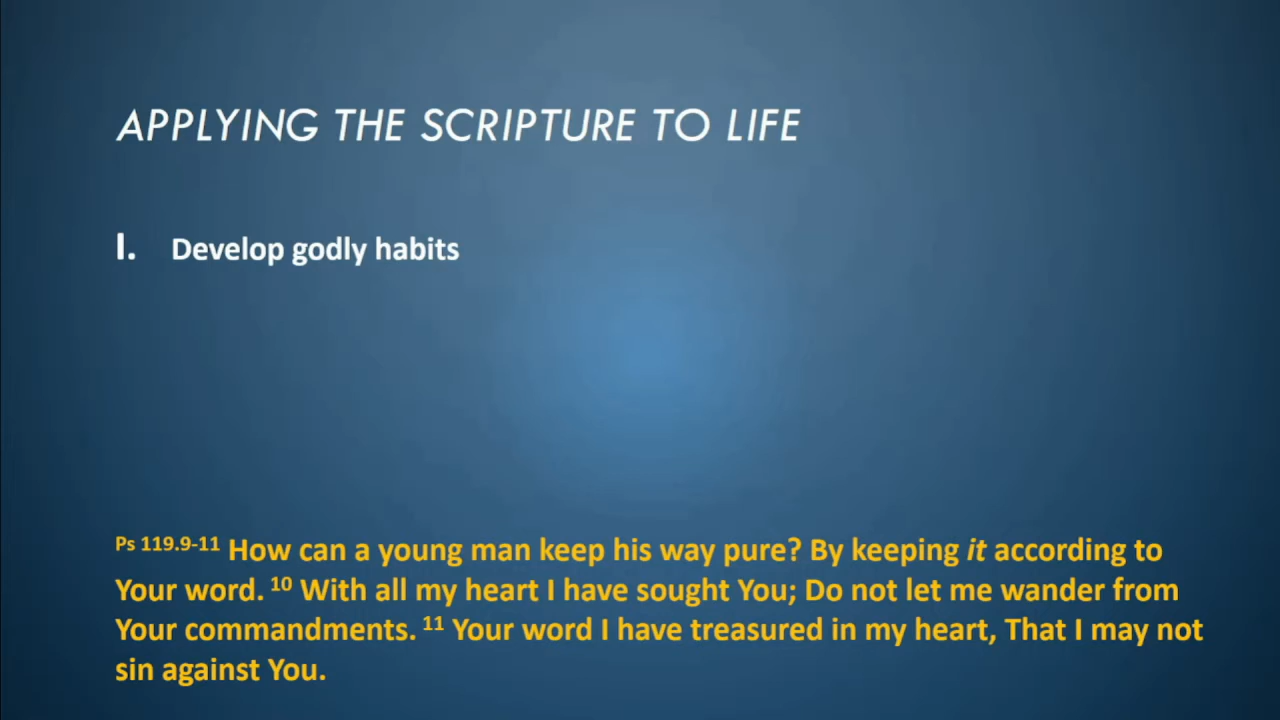 APPLYING THE SCRIPTURE TO LIFE
I. Develop godly habits
Ps 119.9-11 How can a young man keep his way pure? By keeping it according to
Your word. 10 With all my heart I have sought You; Do not let me wander from
Your commandments. 11 Your word I have treasured in my heart, That I may not
sin against You.